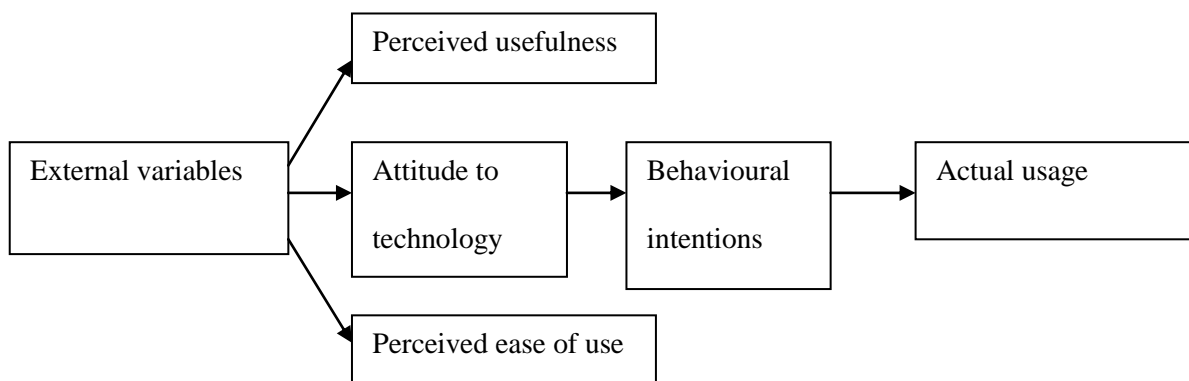 Perceived usefulness
External variables
Attitude to
technology
Behavioural
intentions
Actual usage
Perceived ease of use